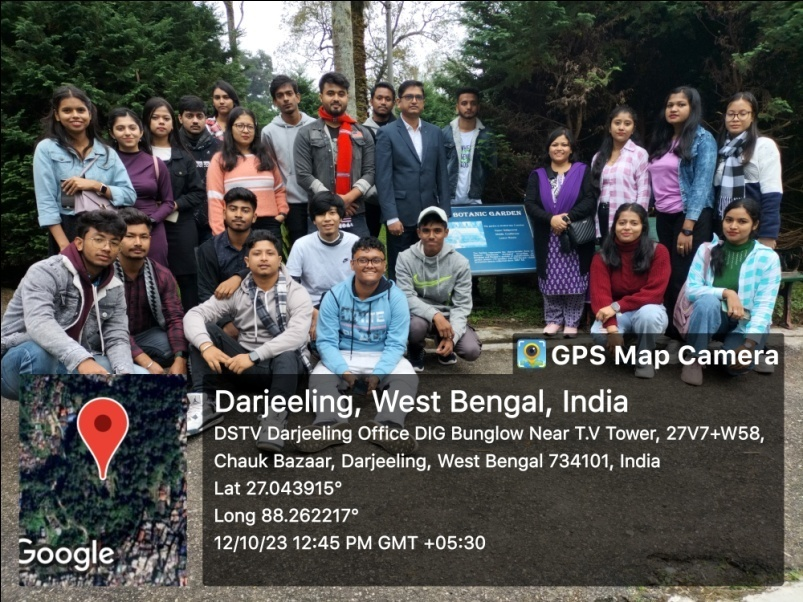 BOTANIC GARDEN
GPS Map Camera
Darjeeling, West Bengal, India
DSTV Darjeeling Office DIG Bunglow Near T.V Tower, 27V7+W58,
Chauk Bazaar, Darjeeling, West Bengal 734101, India
Lat 27.043915°
Long 88.262217°
12/10/23 12:45 PM GMT +05:30
Google